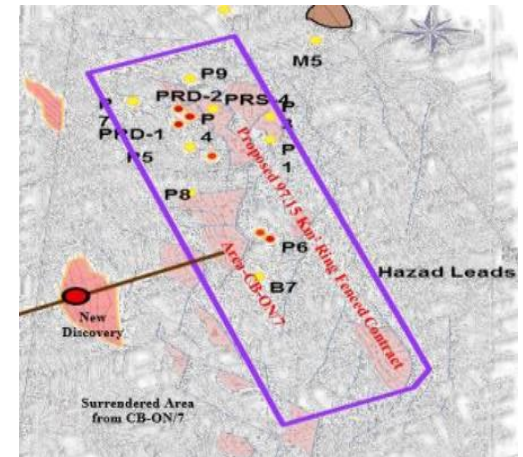 M5
P9
PRD-2
PRS-4
P
7
P
4
PRD-1
P
1
P5
P8
P6
B7
Proposed 97.15 Km² Ring Fenced Contract
Area-CB-ON/7
Hazad Leads
New
Discovery
Surrendered Area
from CB-ON/7